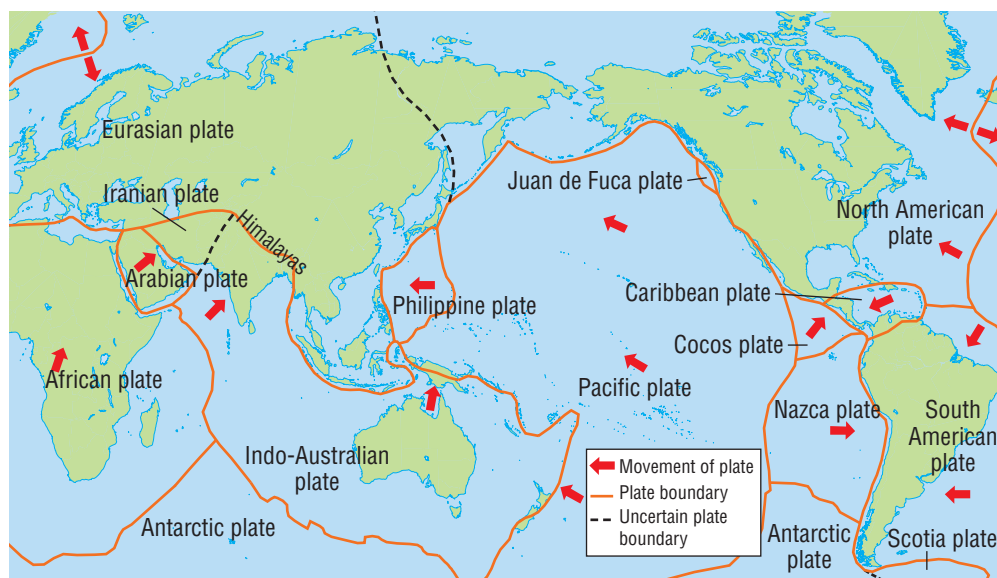 Eurasian plate
Iranian plate
Himalayas
Arabian plate
African plate
Philippine plate
Indo-Australian
plate
Antarctic plate
Juan de Fuca plate
North American
plate
Caribbean plate
Cocos plate
Pacific plate
Nazca plate
South
American
plate
Antarctic
plate
Scotia plate
Movement of plate
Plate boundary
Uncertain plate
boundary